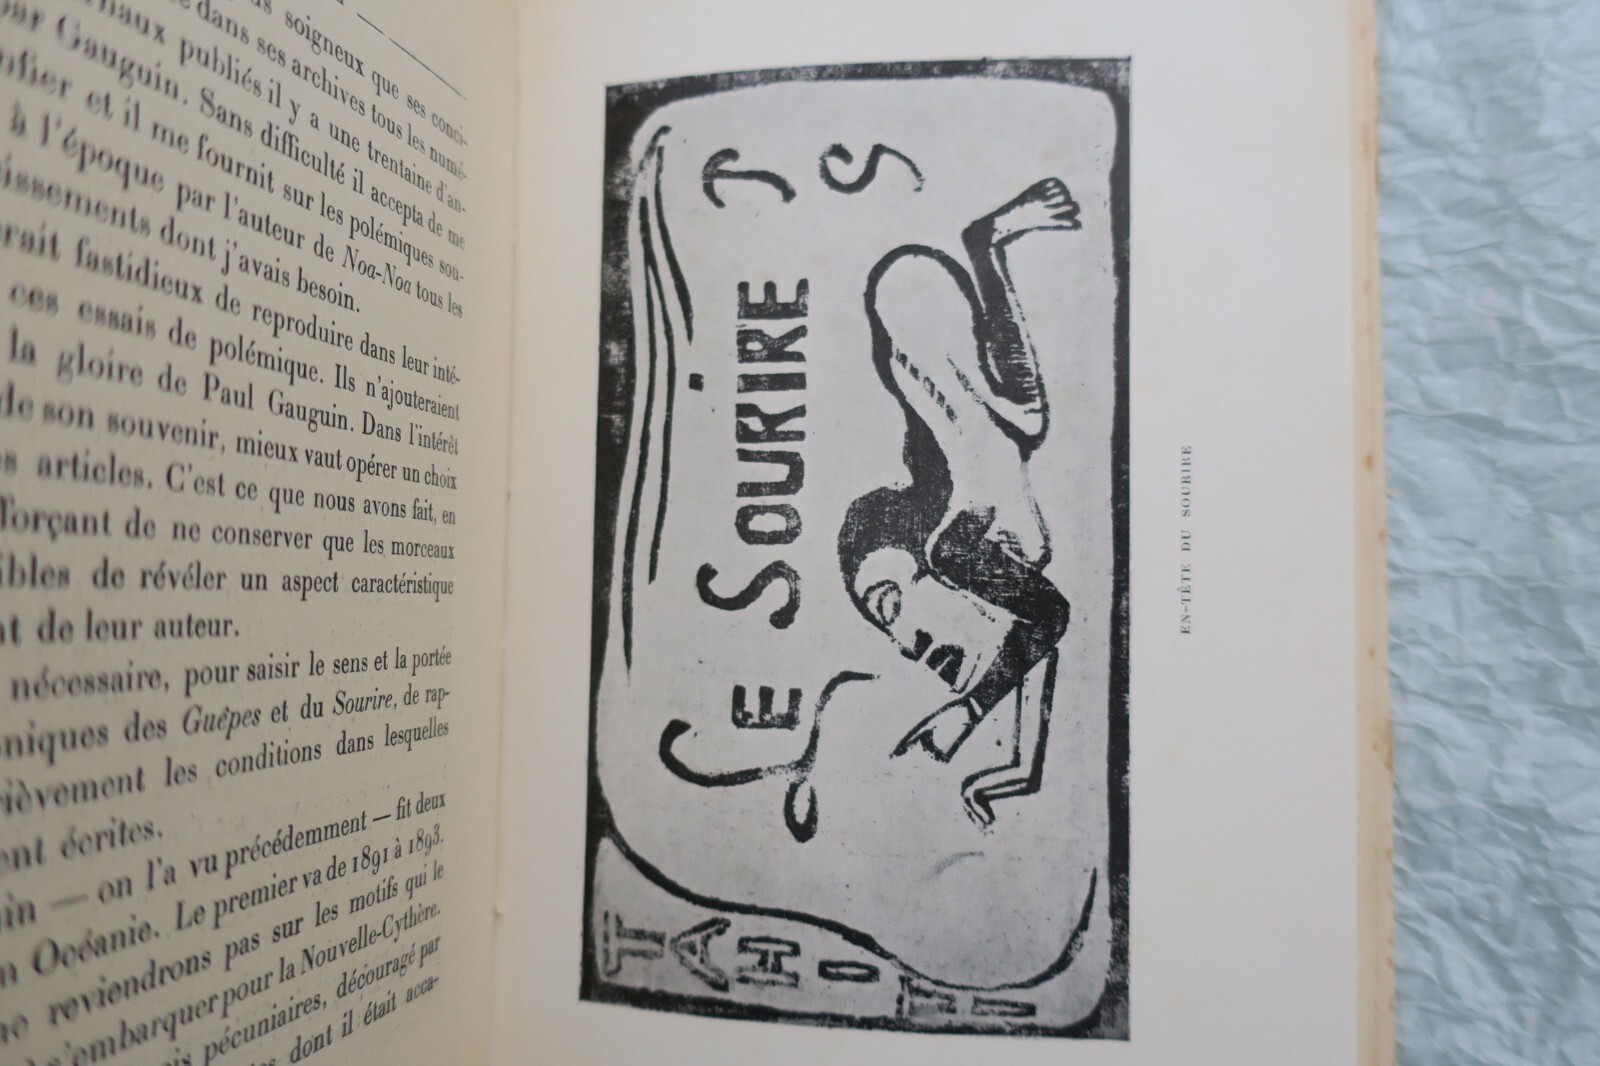 us soigneux que ses conci-
dans ses archives tous les numé-
rnaux publiés il y a une trentaine d'an-
par Gauguin. Sans difficulté il accepta de me
et il me fournit sur les polémiques sou-
à l'époque par l'auteur de Noa-Noa tous les
issements dont j'avais besoin.
rait fastidieux de reproduire dans leur inté-
ces essais de polémique. Ils n'ajouteraient
la gloire de Paul Gauguin. Dans l'intérêt
de son souvenir, mieux vaut opérer un choix
s articles. C'est ce que nous avons fait, en
forçant de ne conserver que les morceaux
ibles de révéler un aspect caractéristique
nt de leur auteur.
nécessaire, pour saisir le sens et la portée
oniques des Guêpes et du Sourire, de rap-
rièvement les conditions dans lesquelles
ent écrites.
in — on l'a vu précédemment — fit deux
n Océanie. Le premier va de 1891 à 1893.
ne reviendrons pas sur les motifs qui le
s'embarquer pour la Nouvelle-Cythère.
pécuniaires, découragé par
dont il était acca-
LE SOURIRE
EN-TÊTE DU SOURIRE